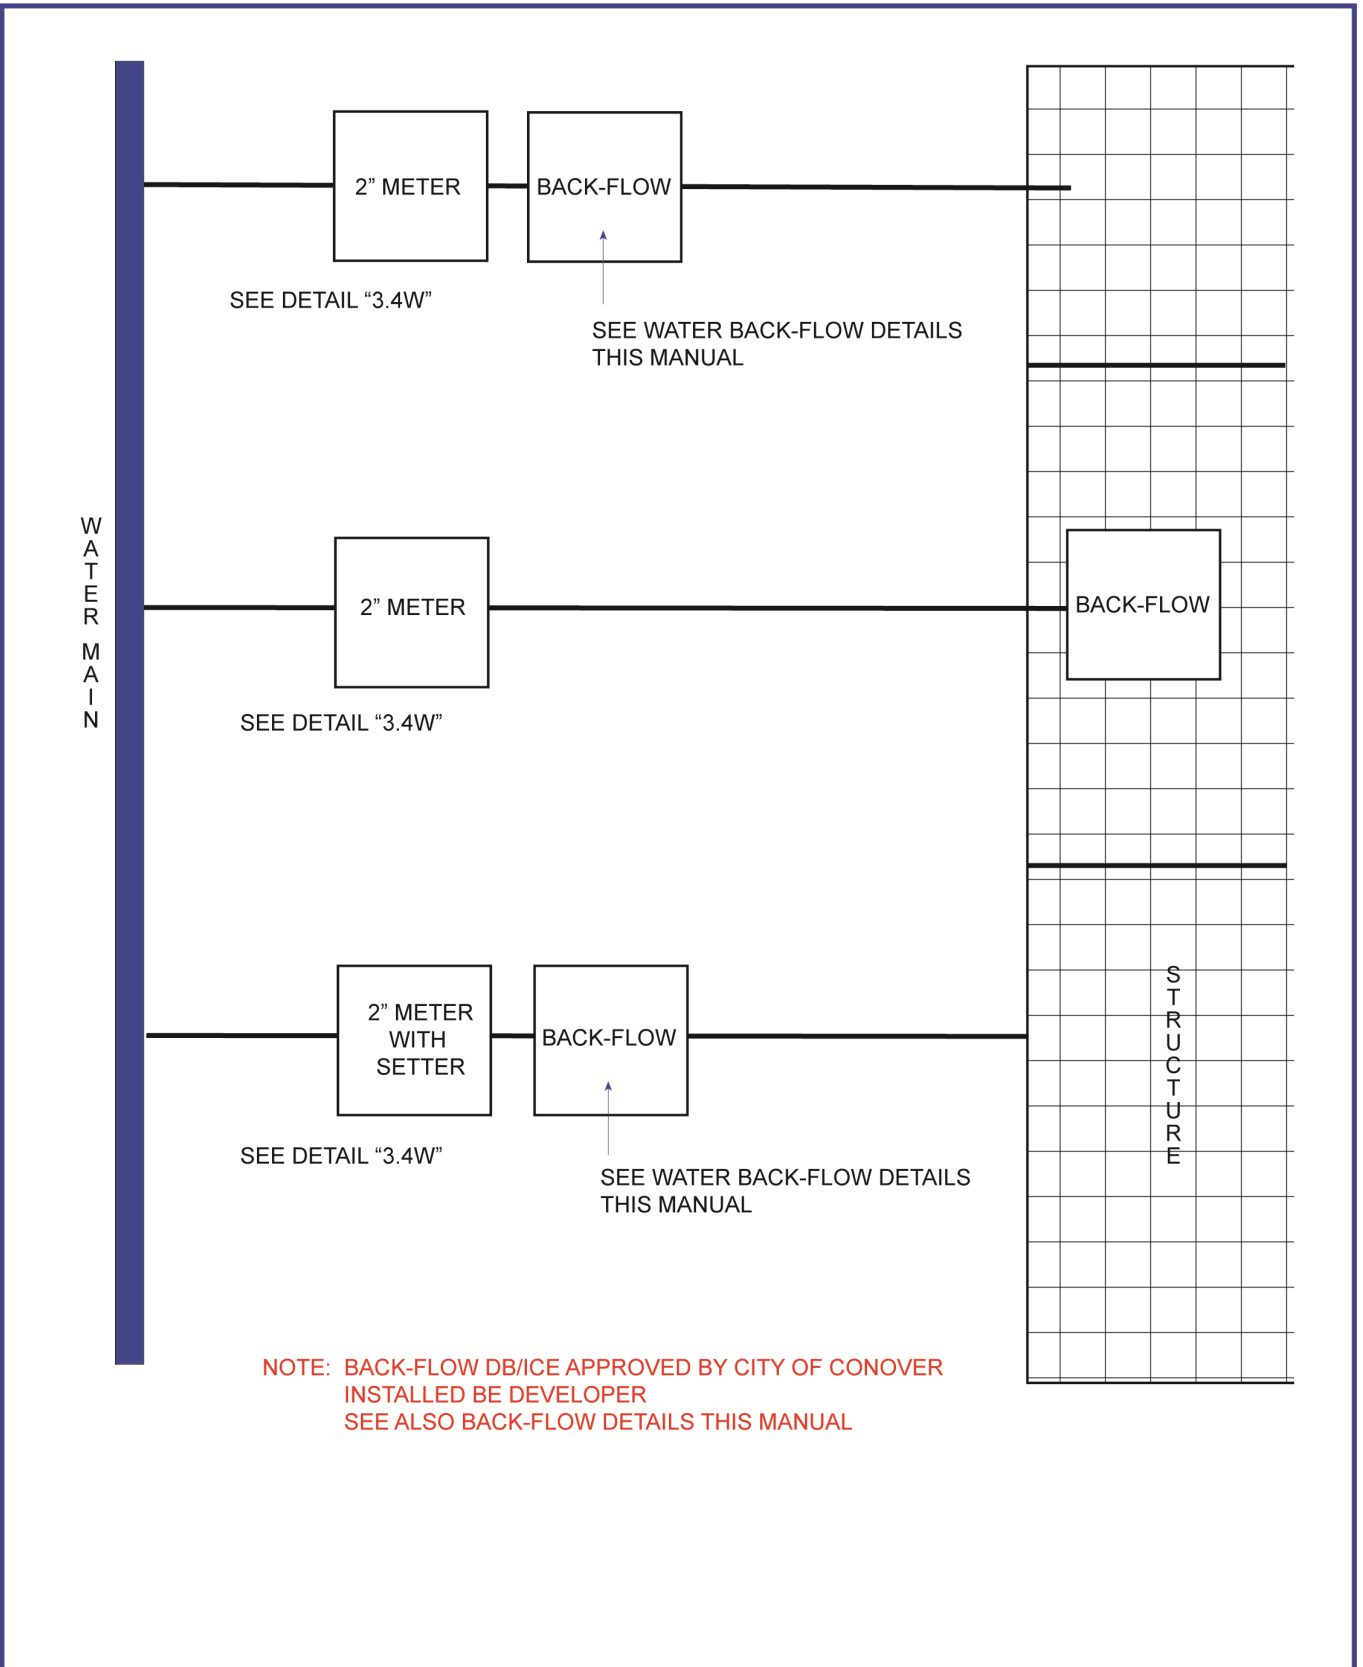 2” METER
BACK-FLOW
SEE DETAIL “3.4W”
SEE WATER BACK-FLOW DETAILS
THIS MANUAL
WATER MAIN
2” METER
BACK-FLOW
SEE DETAIL “3.4W”
2” METER
WITH
SETTER
BACK-FLOW
STRUCTURE
SEE DETAIL “3.4W”
SEE WATER BACK-FLOW DETAILS
THIS MANUAL
NOTE: BACK-FLOW DB/ICE APPROVED BY CITY OF CONOVER
INSTALLED BE DEVELOPER
SEE ALSO BACK-FLOW DETAILS THIS MANUAL